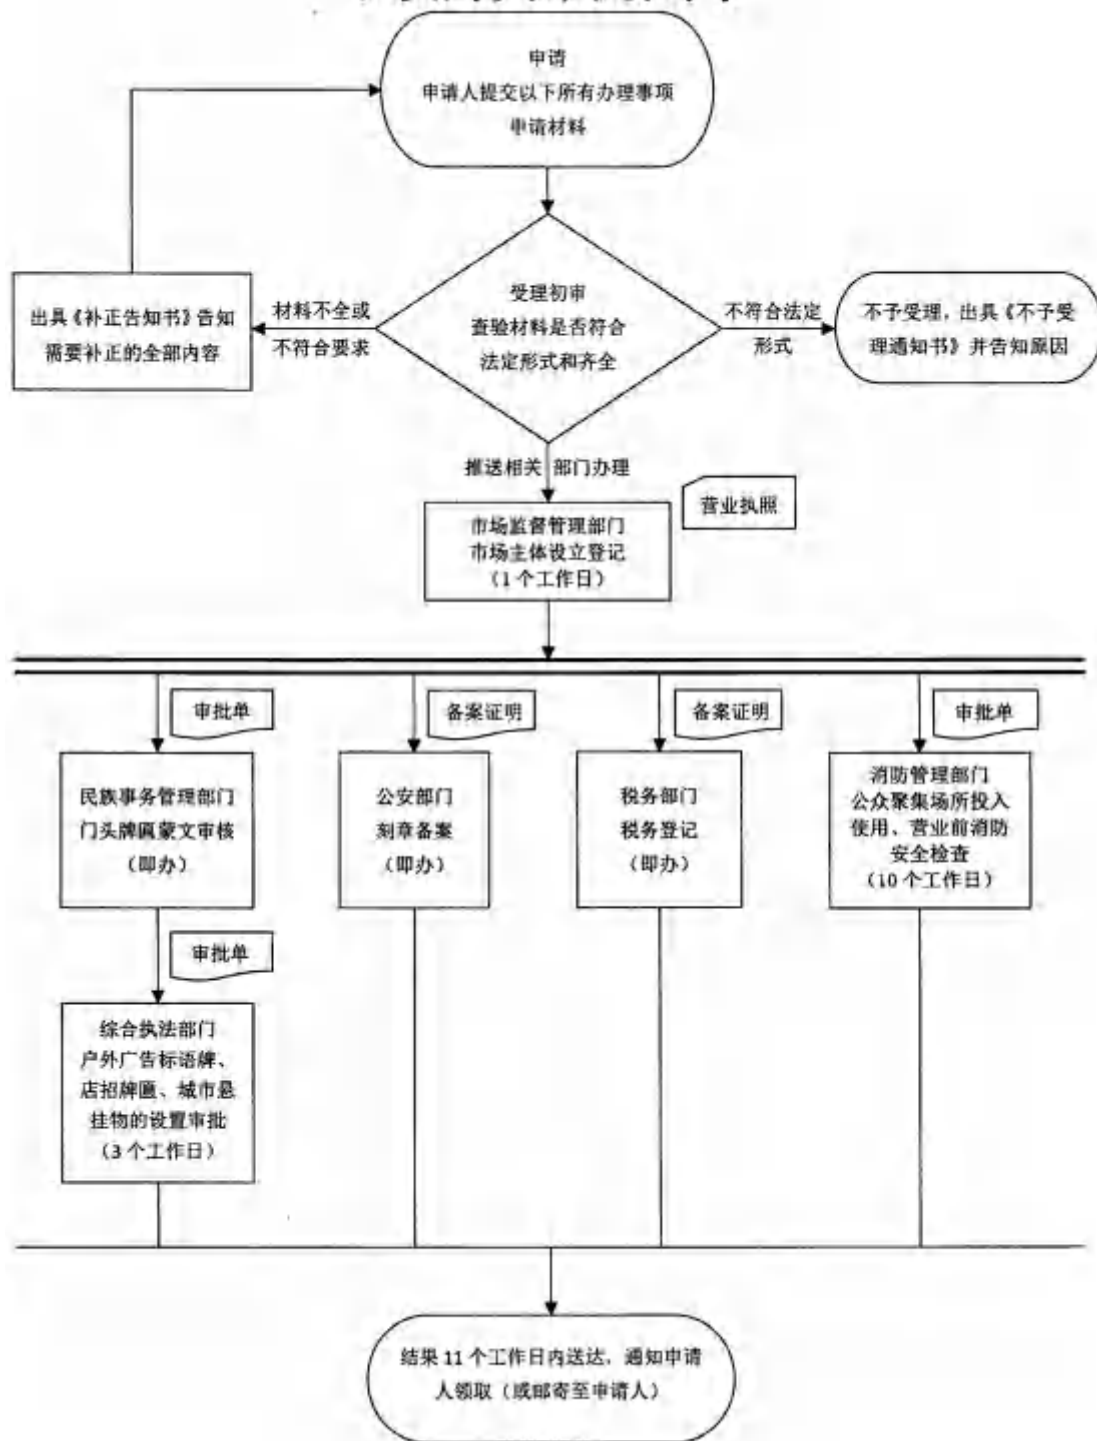 申请
申请人提交以下所有办理事项
申请材料
出具《补正告知书》告知
需要补正的全部内容
材料不全或
不符合要求
受理初审
查验材料是否符合
法定形式和齐全
不符合法定
形式
不予受理，出具《不予受
理通知书》并告知原因
推送相关 部门办理
营业执照
市场监督管理部门
市场主体设立登记
（1 个工作日）
审批单
备案证明
备案证明
审批单
民族事务管理部门
门头牌匾蒙文审核
（即办）
公安部门
刻章备案
（即办）
税务部门
税务登记
（即办）
消防管理部门
公众聚集场所投入
使用、营业前消防
安全检查
（10 个工作日）
审批单
综合执法部门
户外广告标语牌、
店招牌匾、城市悬
挂物的设置审批
（3 个工作日）
结果 11 个工作日内送达，通知申请
人领取（或邮寄至申请人）